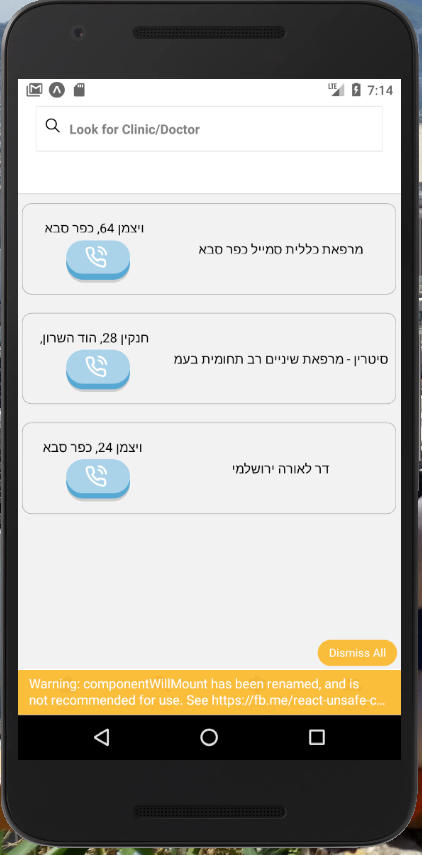 LTE 7:14
Look for Clinic/Doctor
ויצמן 64, כפר סבא
מרפאת כללית סמייל כפר סבא
חנקין 28, הוד השרון,
סיטרין - מרפאת שיניים רב תחומית בעמ
ויצמן 24, כפר סבא
דר לאורה ירושלמי
Dismiss All
Warning: componentWillMount has been renamed, and is
not recommended for use. See https://fb.me/react-unsafe-c...